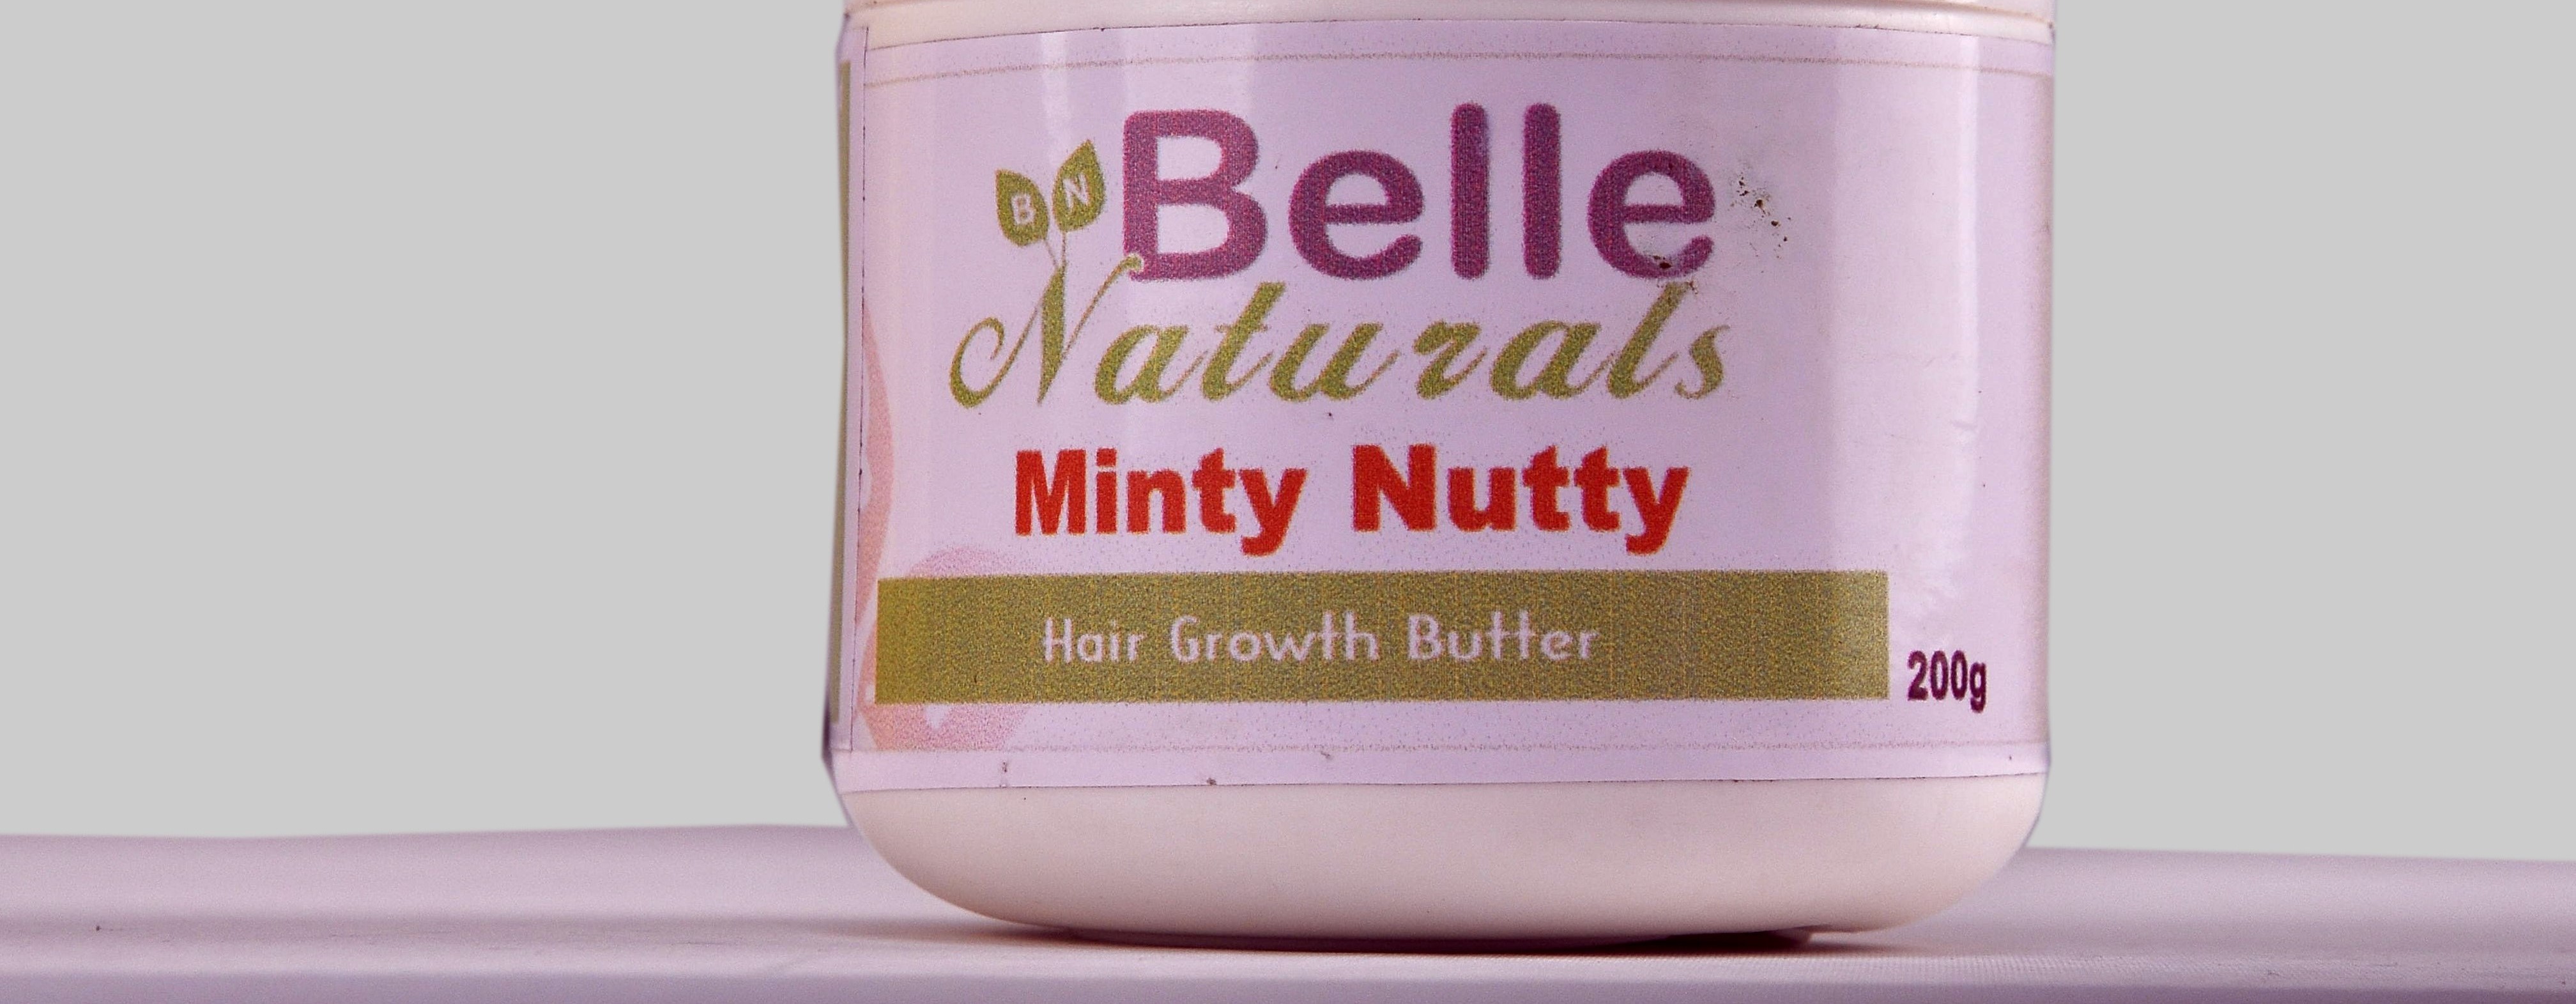 B N
Belle
Naturals
Minty Nutty
Hair Growth Butter
200g